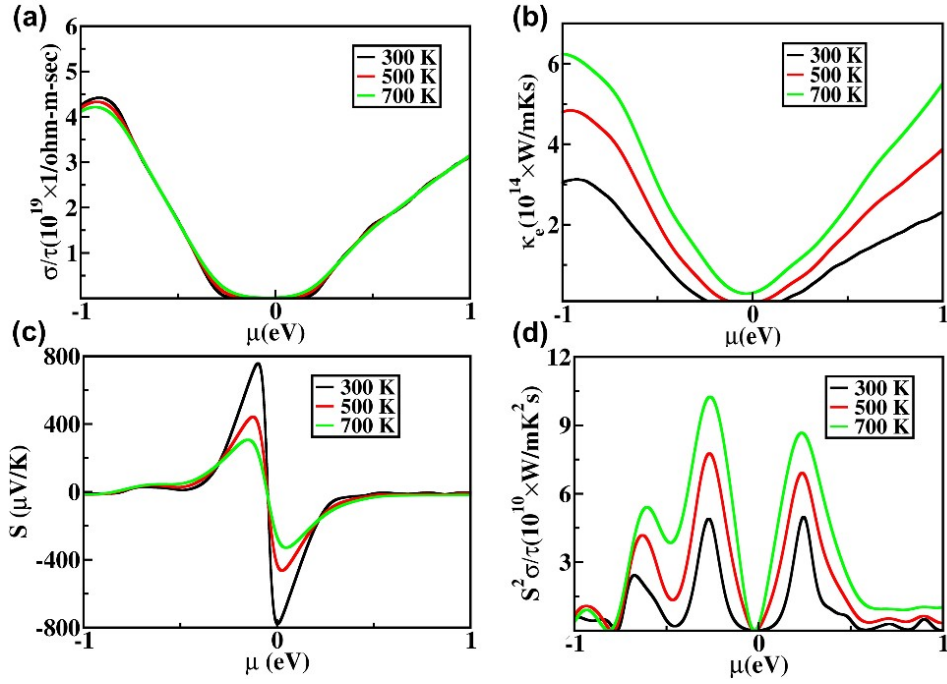 (a)
6
5
4
3
2
1
σ/τ(10¹⁹×1/ohm-m-sec)
300 K
500 K
700 K
-1 0 1
μ(eV)
(b)
6
4
2
κₑ(10¹⁴×W/mKs)
300 K
500 K
700 K
-1 0 1
μ(eV)
(c)
800
400
0
-400
-800
S (μV/K)
300 K
500 K
700 K
-1 0 1
μ (eV)
(d)
12
9
6
3
S²σ/τ(10¹⁰×W/mK²s)
300 K
500 K
700 K
-1 0 1
μ(eV)